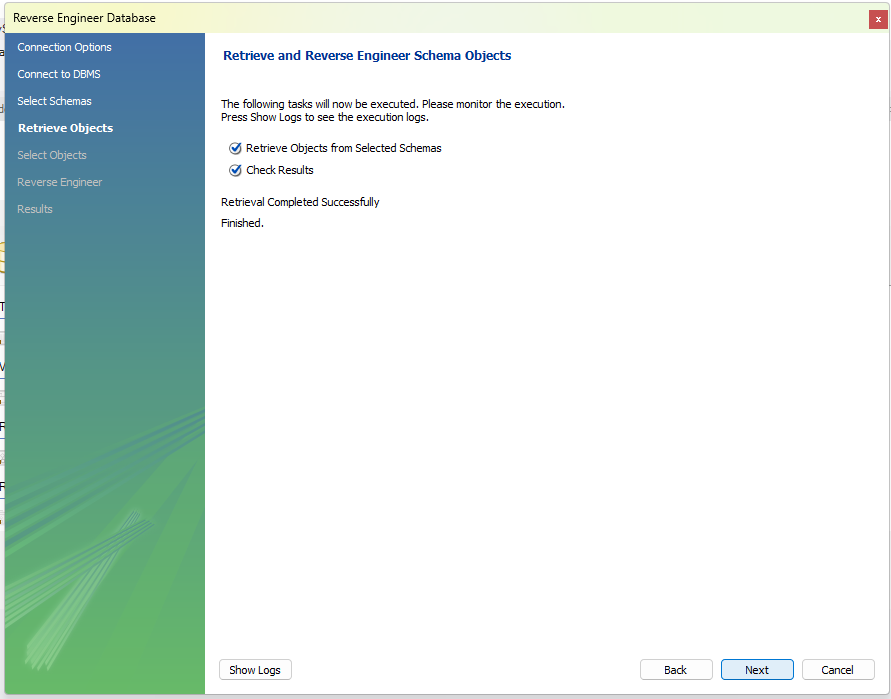 Reverse Engineer Database
x
Connection Options
Connect to DBMS
Select Schemas
Retrieve Objects
Select Objects
Reverse Engineer
Results
Retrieve and Reverse Engineer Schema Objects
The following tasks will now be executed. Please monitor the execution.
Press Show Logs to see the execution logs.
Retrieve Objects from Selected Schemas
Check Results
Retrieval Completed Successfully
Finished.
Show Logs
Back
Next
Cancel